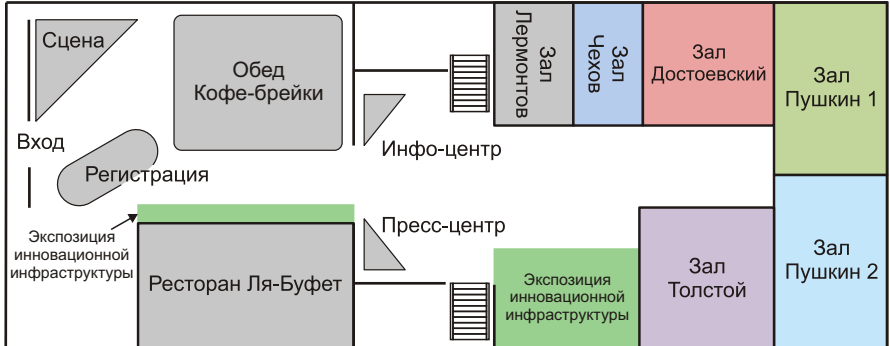 Сцена
Обед
Кофе-брейки
Зал
Лермонтов
Зал
Чехов
Зал
Достоевский
Зал
Пушкин 1
Вход
Инфо-центр
Регистрация
Экспозиция
инновационной
инфраструктуры
Пресс-центр
Ресторан Ля-Буфет
Экспозиция
инновационной
инфраструктуры
Зал
Толстой
Зал
Пушкин 2